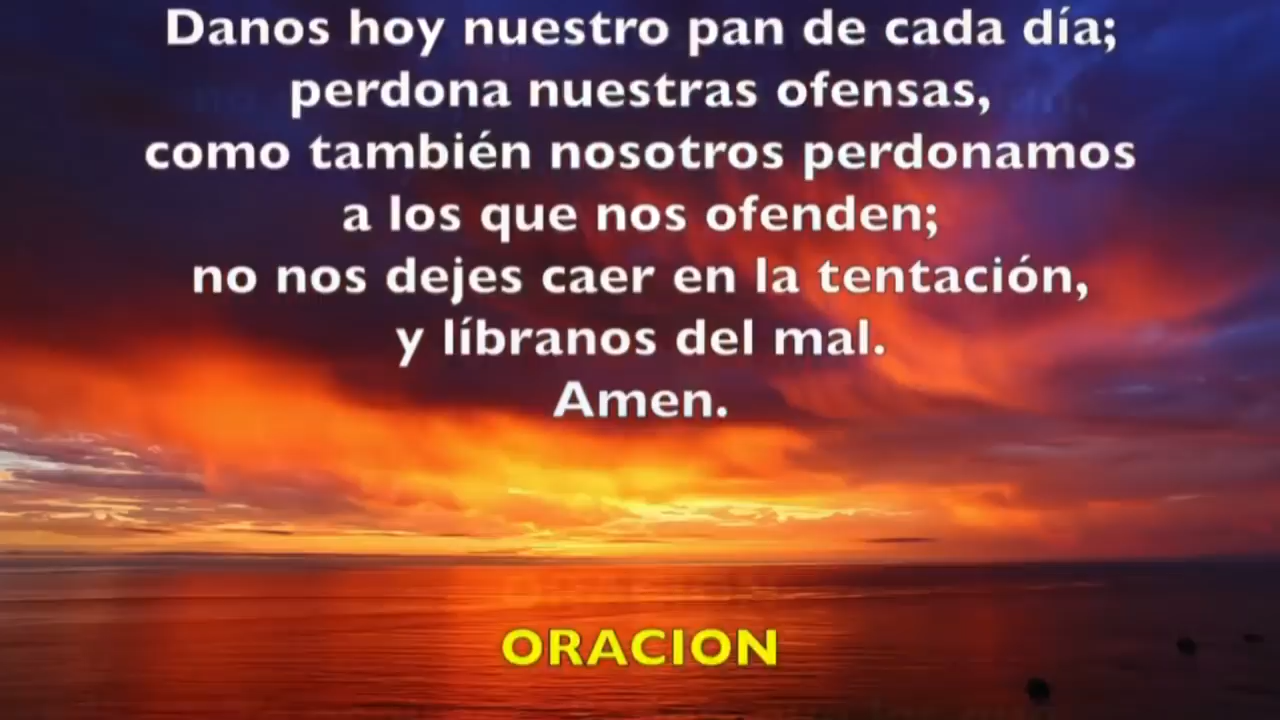 Danos hoy nuestro pan de cada día;
perdona nuestras ofensas,
como también nosotros perdonamos
a los que nos ofenden;
no nos dejes caer en la tentación,
y líbranos del mal.
Amen.
ORACION